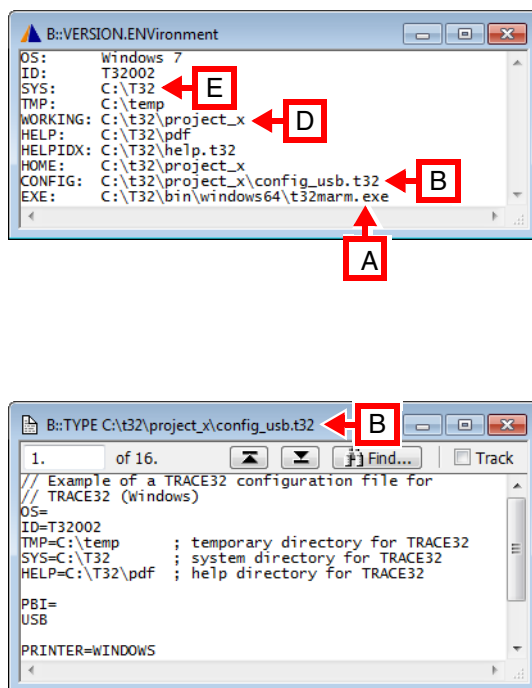 B::VERSION.ENVironment
OS: Windows 7
ID: T32002
SYS: C:\T32 E
TMP: C:\temp
WORKING: C:\t32\project_x D
HELP: C:\T32\pdf
HELPIDX: C:\T32\help.t32
HOME: C:\t32\project_x
CONFIG: C:\t32\project_x\config_usb.t32 B
EXE: C:\T32\bin\windows64\t32marm.exe
A
B::TYPE C:\t32\project_x\config_usb.t32 B
1. of 16. Find... Track
// Example of a TRACE32 configuration file for
// TRACE32 (Windows)
OS=
ID=T32002
TMP=C:\temp ; temporary directory for TRACE32
SYS=C:\T32 ; system directory for TRACE32
HELP=C:\T32\pdf ; help directory for TRACE32
PBI=
USB
PRINTER=WINDOWS